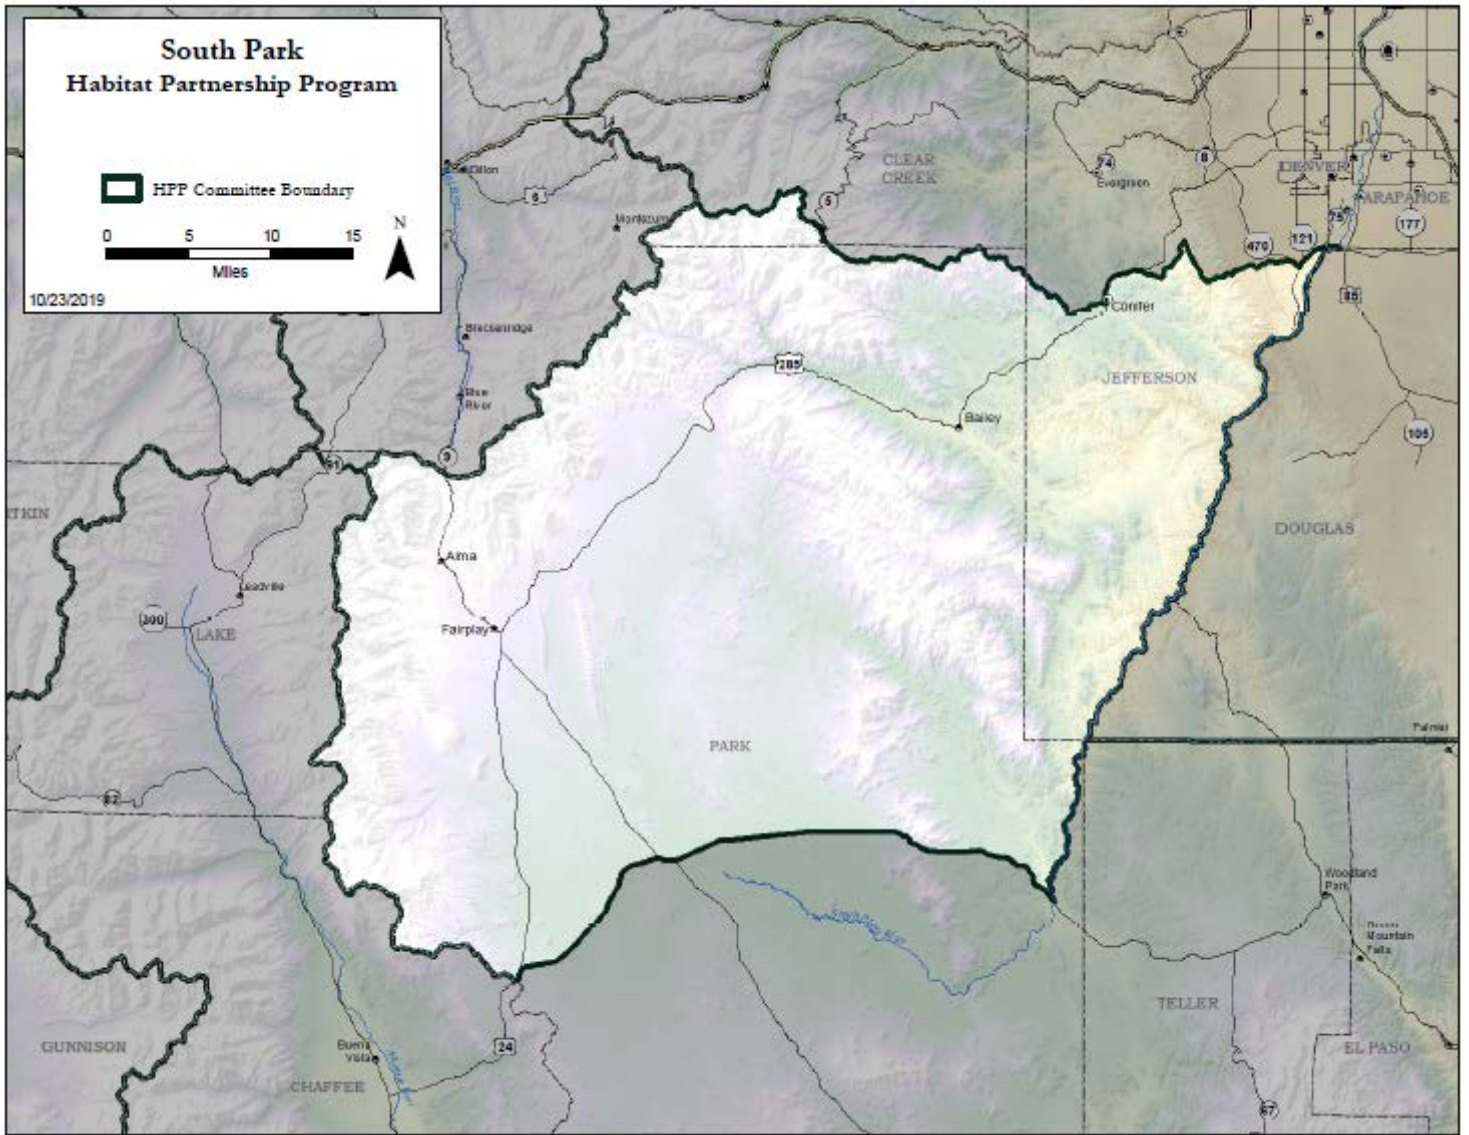 South Park
Habitat Partnership Program
HPP Committee Boundary
0 5 10 15
Miles
N
10/23/2019
CLEAR
CREEK
74
Evergreen
8
DENVER
ARAPAHOE
75
177
470
121
85
Dillon
6
Montezuma
5
Conifer
Breckenridge
285
JEFFERSON
Blue
River
Bailey
105
9
91
DOUGLAS
Alma
Leadville
300
LAKE
Fairplay
PARK
Palmer
82
Woodland
Park
Mountain
Falls
TELLER
GUNNISON
Buena
Vista
24
EL PASO
CHAFFEE
67